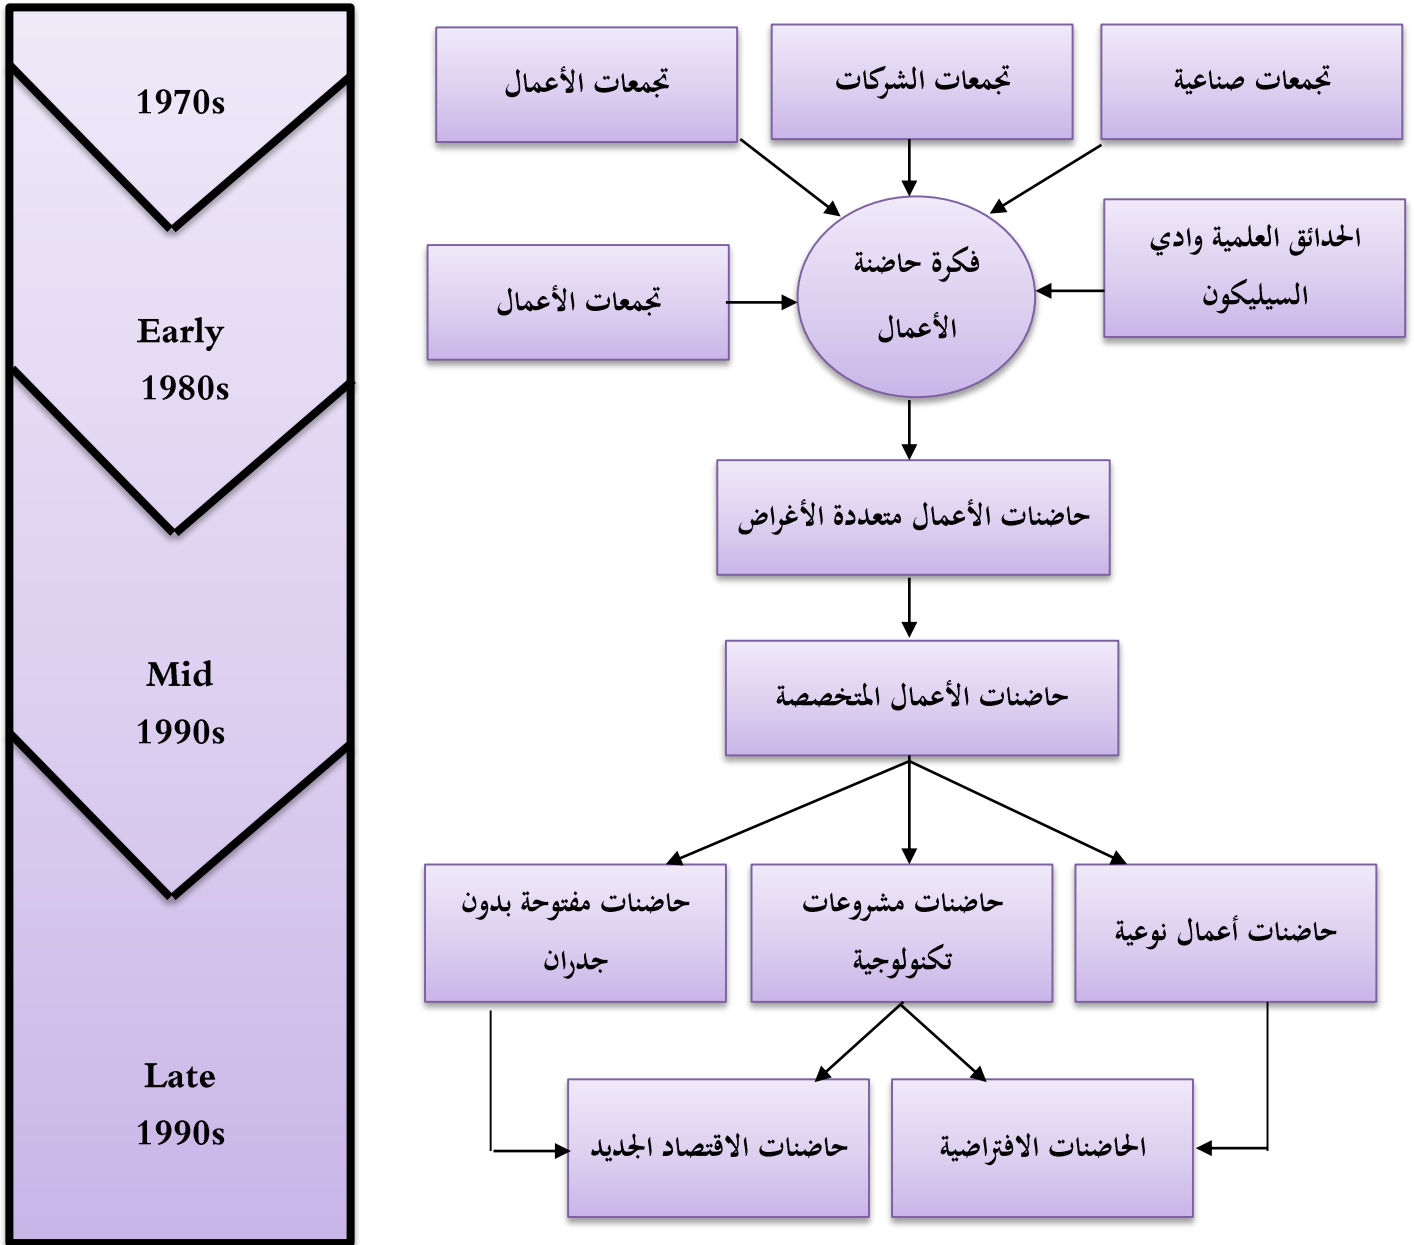 1970s
Early
1980s
Mid
1990s
Late
1990s
تجمعات صناعية
تجمعات الشركات
تجمعات الأعمال
الحدائق العلمية وادي
السيليكون
فكرة حاضنة
الأعمال
تجمعات الأعمال
حاضنات الأعمال متعددة الأغراض
حاضنات الأعمال المتخصصة
حاضنات أعمال نوعية
حاضنات مشروعات
تكنولوجية
حاضنات مفتوحة بدون
جدران
الحاضنات الافتراضية
حاضنات الاقتصاد الجديد